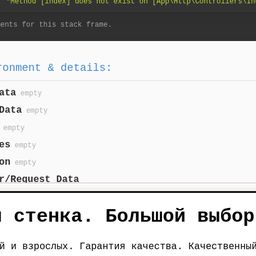 "Method [index] does not exist on [App\Http\Controllers\In
ents for this stack frame.
ronment & details:
ata empty
Data empty
empty
es empty
on empty
r/Request Data
стенка. Большой выбор
й и взрослых. Гарантия качества. Качественный